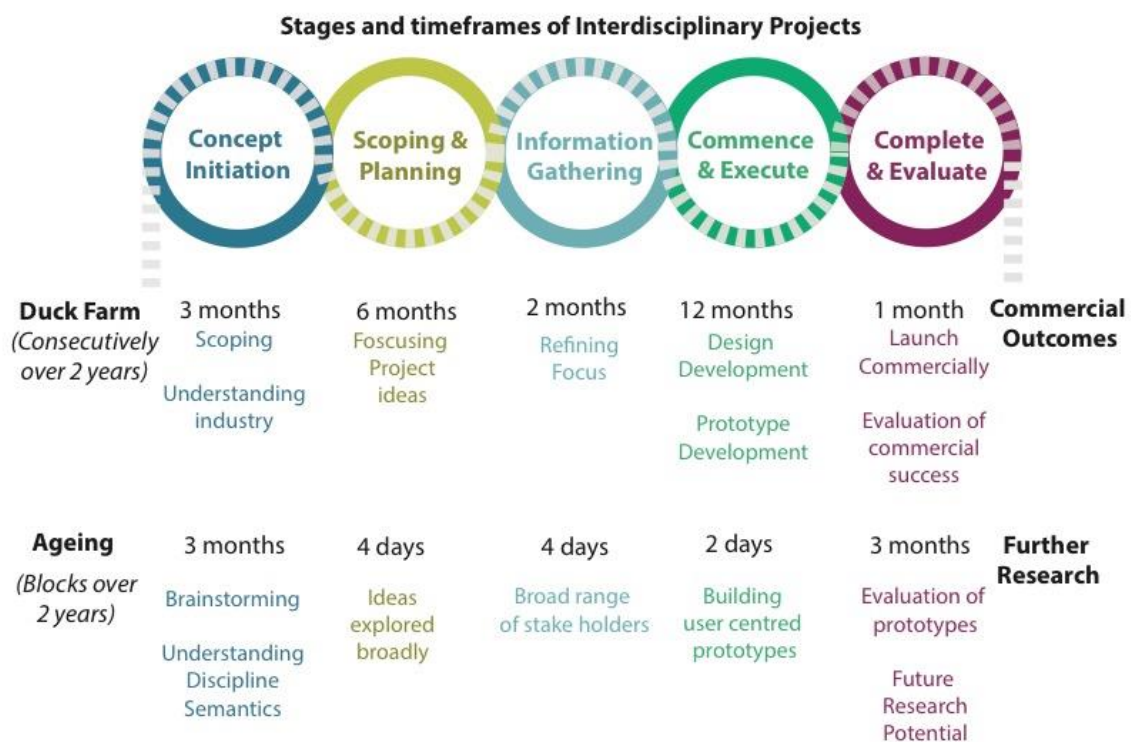 Stages and timeframes of Interdisciplinary Projects
Concept
Initiation
Scoping &
Planning
Information
Gathering
Commence
& Execute
Complete
& Evaluate
Duck Farm
(Consecutively
over 2 years)
3 months
Scoping
Understanding
industry
6 months
Foscusing
Project
ideas
2 months
Refining
Focus
12 months
Design
Development
Prototype
Development
1 month
Launch
Commercially
Evaluation of
commercial
success
Commercial
Outcomes
Ageing
(Blocks over
2 years)
3 months
Brainstorming
Understanding
Discipline
Semantics
4 days
Ideas
explored
broadly
4 days
Broad range
of stake holders
2 days
Building
user centred
prototypes
3 months
Evaluation of
prototypes
Future
Research
Potential
Further
Research